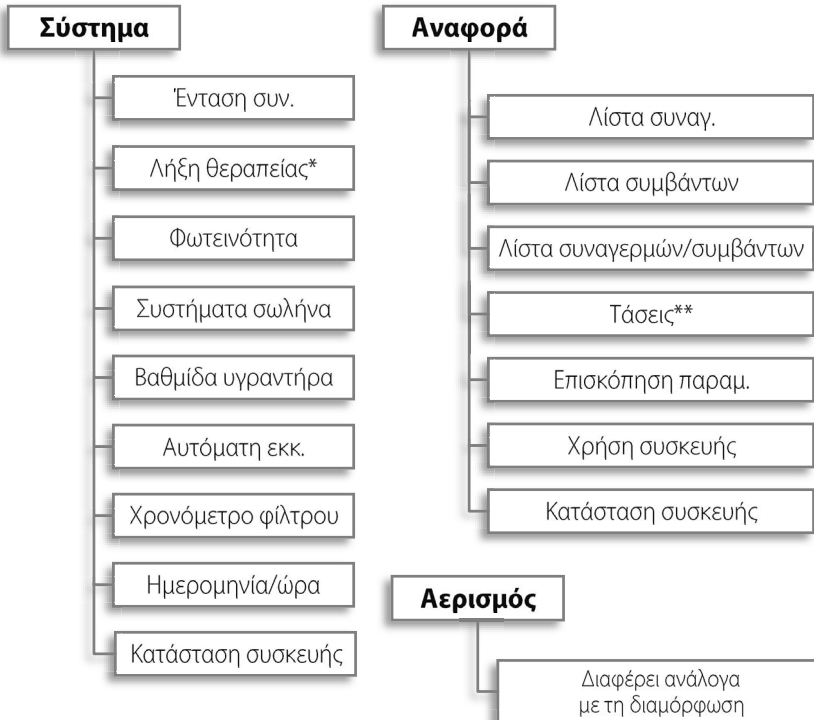 Σύστημα
Ένταση συν.
Λήξη θεραπείας*
Φωτεινότητα
Συστήματα σωλήνα
Βαθμίδα υγραντήρα
Αυτόματη εκκ.
Χρονόμετρο φίλτρου
Ημερομηνία/ώρα
Κατάσταση συσκευής
Αναφορά
Λίστα συναγ.
Λίστα συμβάντων
Λίστα συναγερμών/συμβάντων
Τάσεις**
Επισκόπηση παραμ.
Χρήση συσκευής
Κατάσταση συσκευής
Αερισμός
Διαφέρει ανάλογα
με τη διαμόρφωση